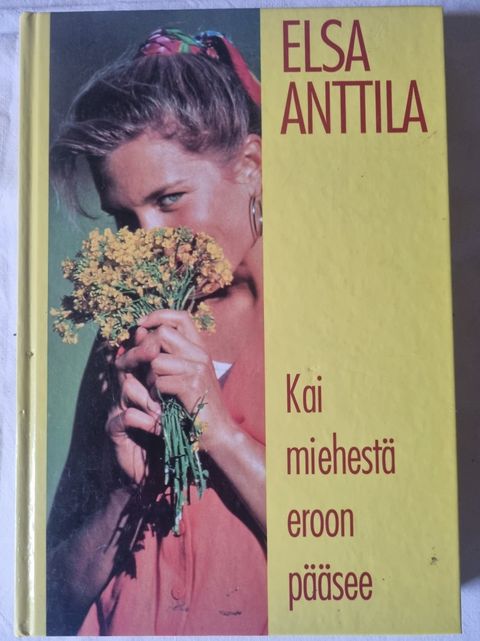 ELSA
ANTTILA
Kai
miehestä
eroon
pääsee